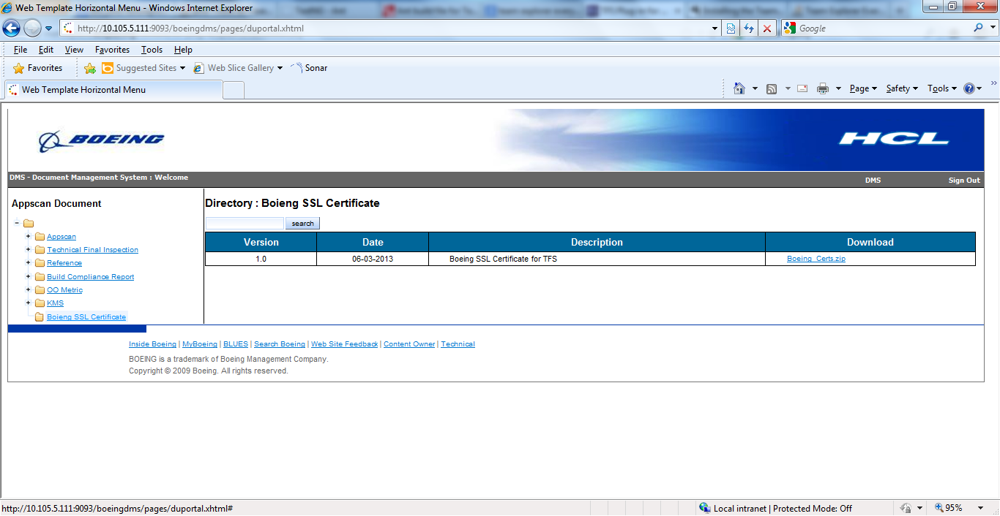 Web Template Horizontal Menu - Windows Internet Explorer
http://10.105.5.111:9093/boeingdms/pages/duportal.xhtml
Google
File Edit View Favorites Tools Help
Favorites Suggested Sites Web Slice Gallery Sonar
Web Template Horizontal Menu
Page Safety Tools
BOEING
HCL
DMS - Document Management System : Welcome
DMS Sign Out
Appscan Document
Appscan
Technical Final Inspection
Reference
Build Compliance Report
OO Metric
KMS
Boieng SSL Certificate
Directory : Boieng SSL Certificate
search
Version Date Description Download
1.0 06-03-2013 Boeing SSL Certificate for TFS Boeing_Certs.zip
Inside Boeing | MyBoeing | BLUES | Search Boeing | Web Site Feedback | Content Owner | Technical
BOEING is a trademark of Boeing Management Company.
Copyright © 2009 Boeing. All rights reserved.
http://10.105.5.111:9093/boeingdms/pages/duportal.xhtml#
Local intranet | Protected Mode: Off
95%